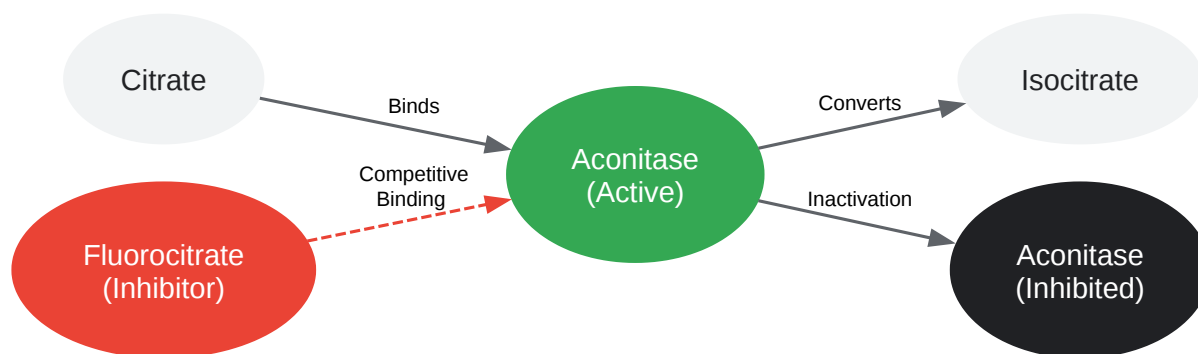 Citrate
Binds
Competitive
Binding
Fluorocitrate
(Inhibitor)
Aconitase
(Active)
Converts
Isocitrate
Inactivation
Aconitase
(Inhibited)